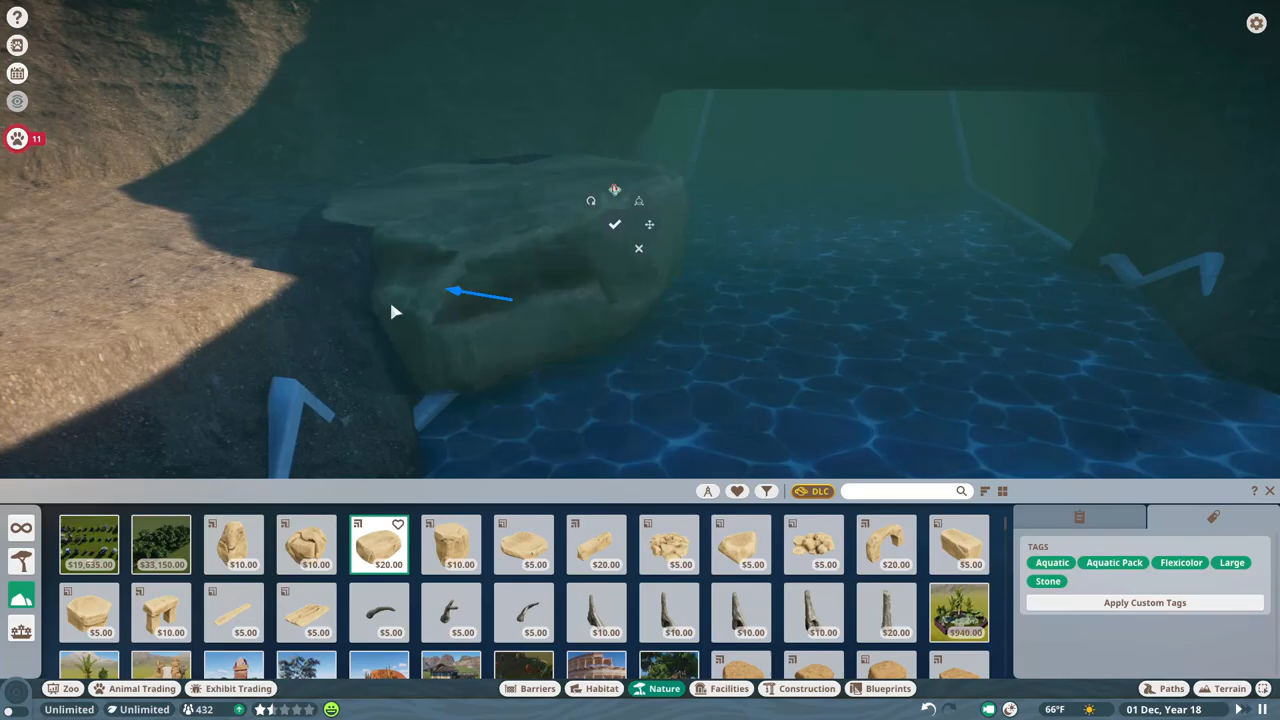 ?
11
DLC
? ×
$19,635.00 $33,150.00 $10.00 $10.00 $20.00 $10.00 $5.00 $20.00 $5.00 $5.00 $5.00 $20.00 $5.00
TAGS
Aquatic Aquatic Pack Flexicolor Large
Stone
Apply Custom Tags
$5.00 $10.00 $5.00 $5.00 $5.00 $5.00 $5.00 $10.00 $10.00 $10.00 $10.00 $20.00 $940.00
Zoo Animal Trading Exhibit Trading Barriers Habitat Nature Facilities Construction Blueprints Paths Terrain
Unlimited Unlimited 432 66°F 01 Dec, Year 18